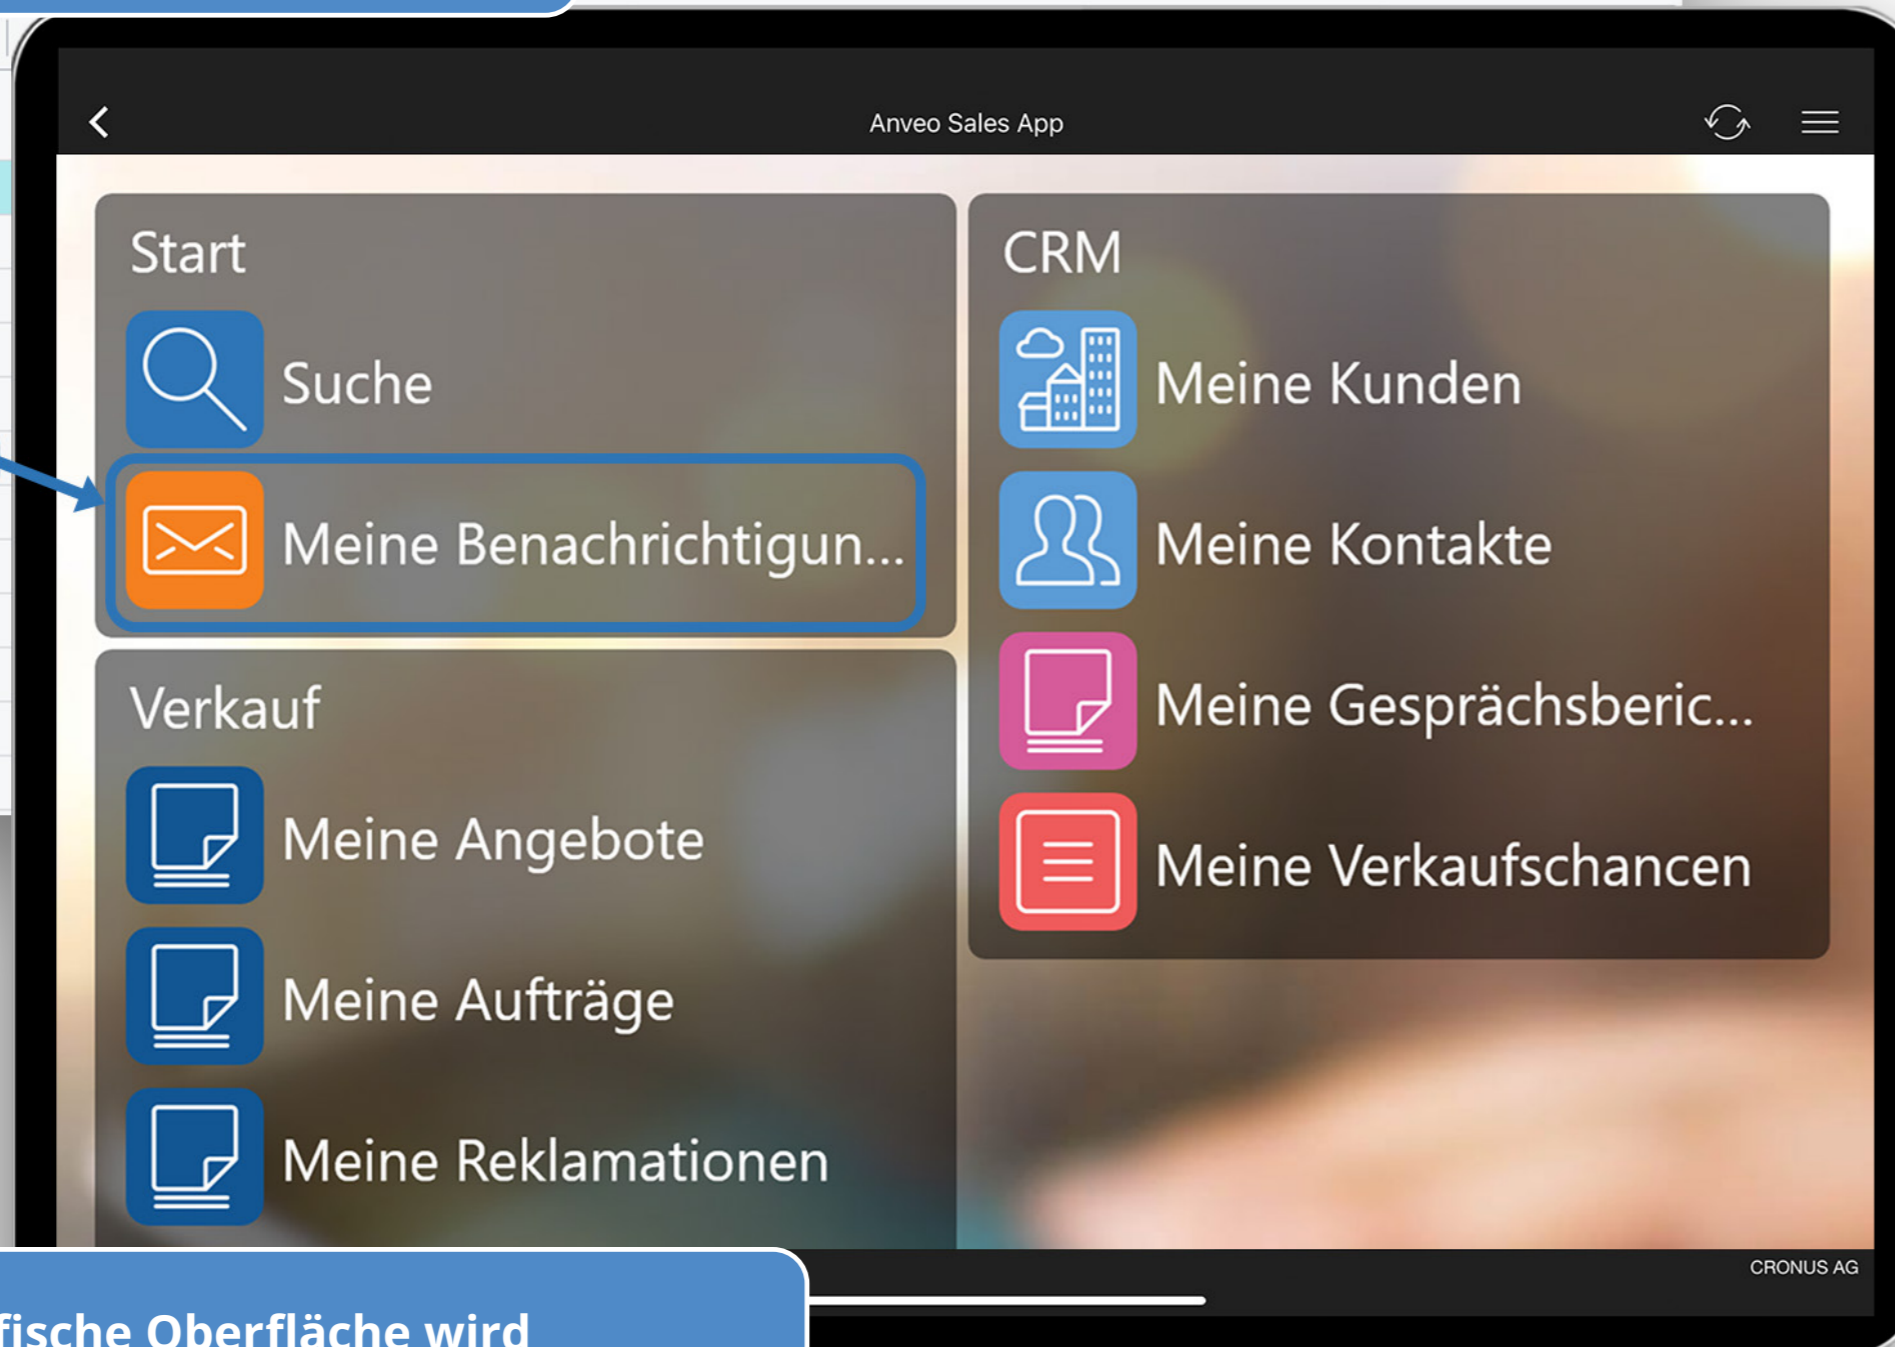 Anveo Sales App
Start
Suche
Meine Benachrichtigun...
Verkauf
Meine Angebote
Meine Aufträge
Meine Reklamationen
CRM
Meine Kunden
Meine Kontakte
Meine Gesprächsberic...
Meine Verkaufschancen
CRONUS AG
Oberfläche wird